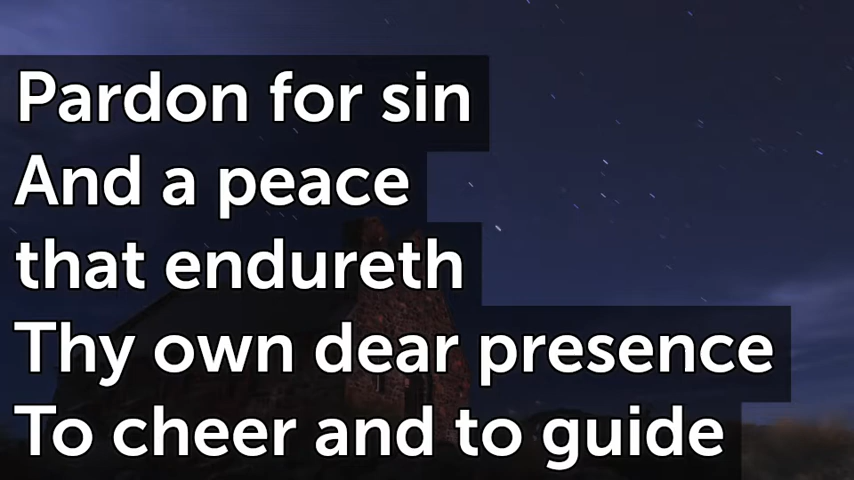 Pardon for sin
And a peace
that endureth
Thy own dear presence
To cheer and to guide